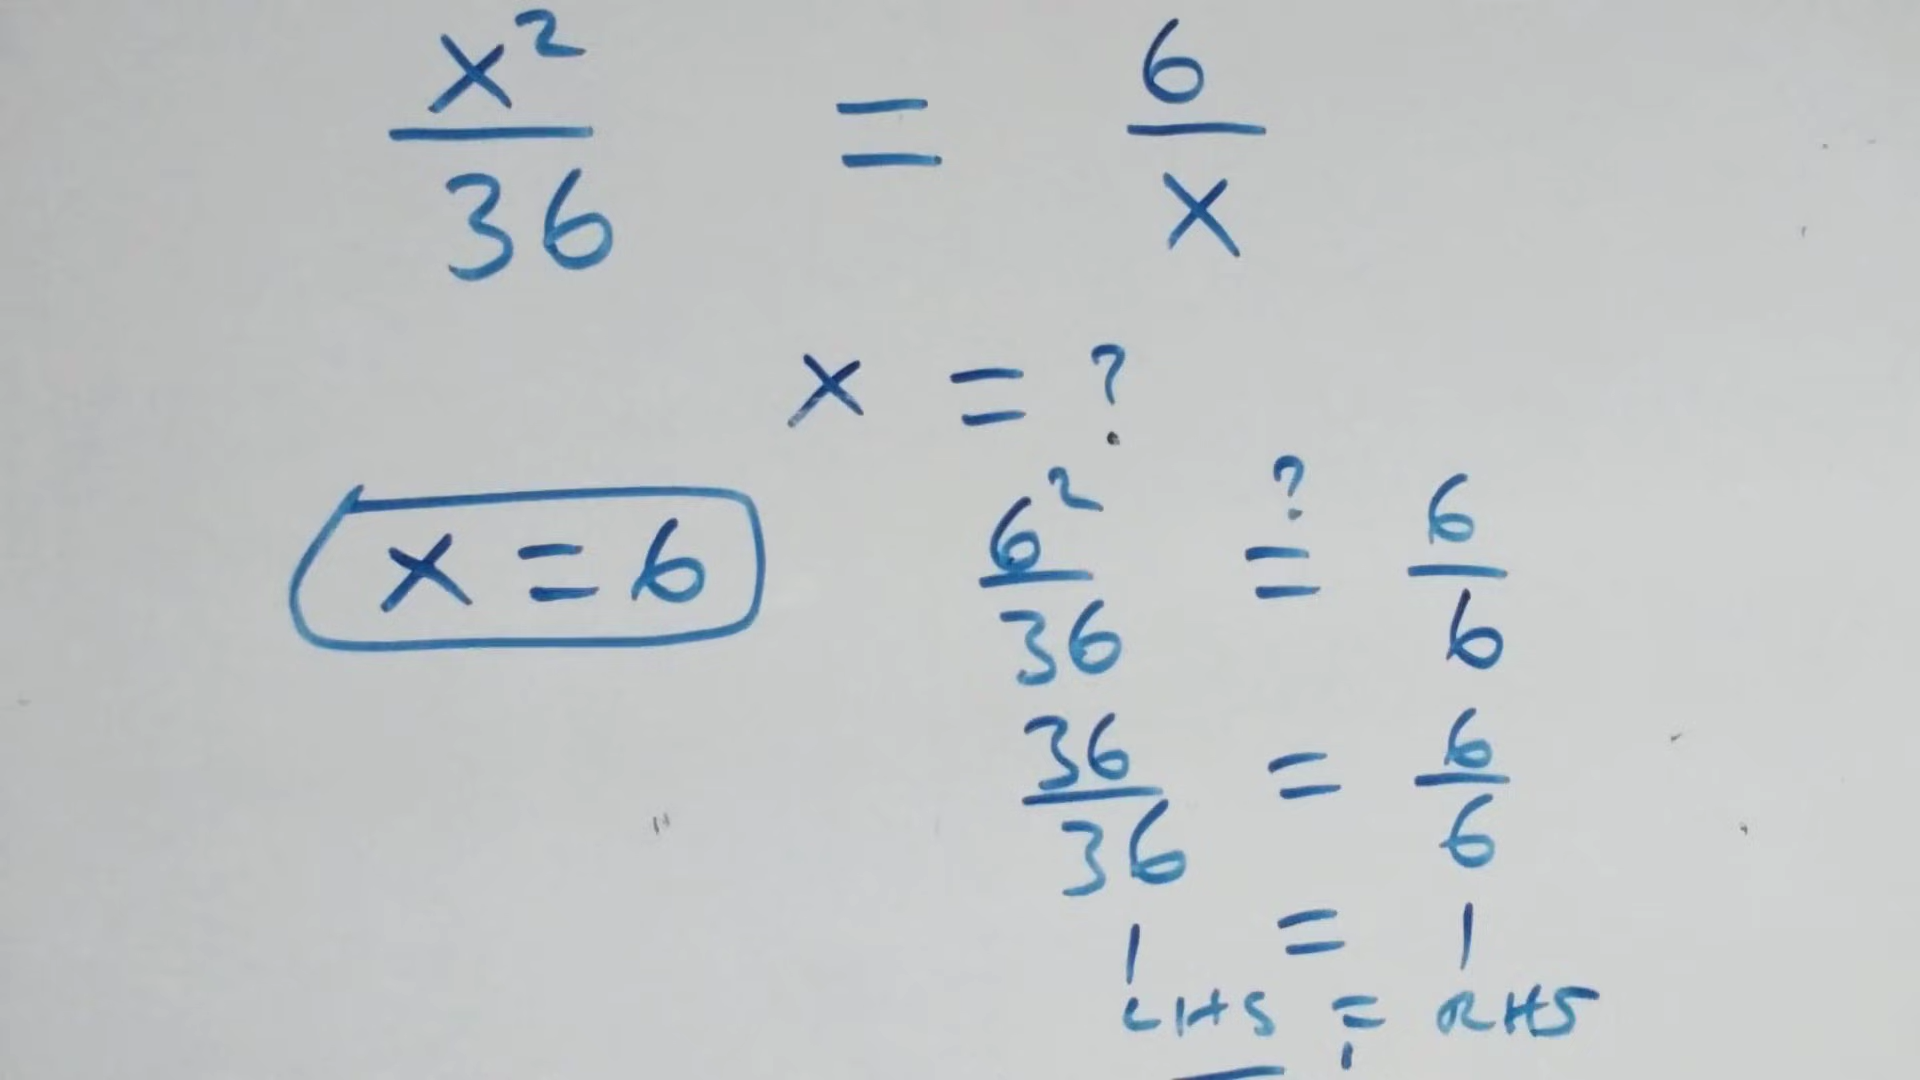 x²/36 = 6/x
x = ?
x = 6
6²/36 ?= 6/6
36/36 = 6/6
1 = 1
LHS = RHS